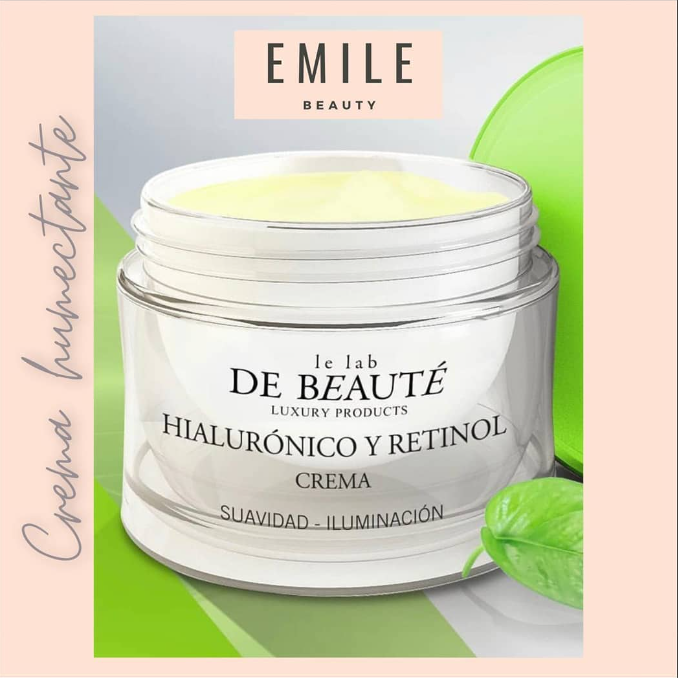 EMILE
BEAUTY
Crema humectante
le lab
DE BEAUTÉ
LUXURY PRODUCTS
HIALURÓNICO Y RETINOL
CREMA
SUAVIDAD - ILUMINACIÓN